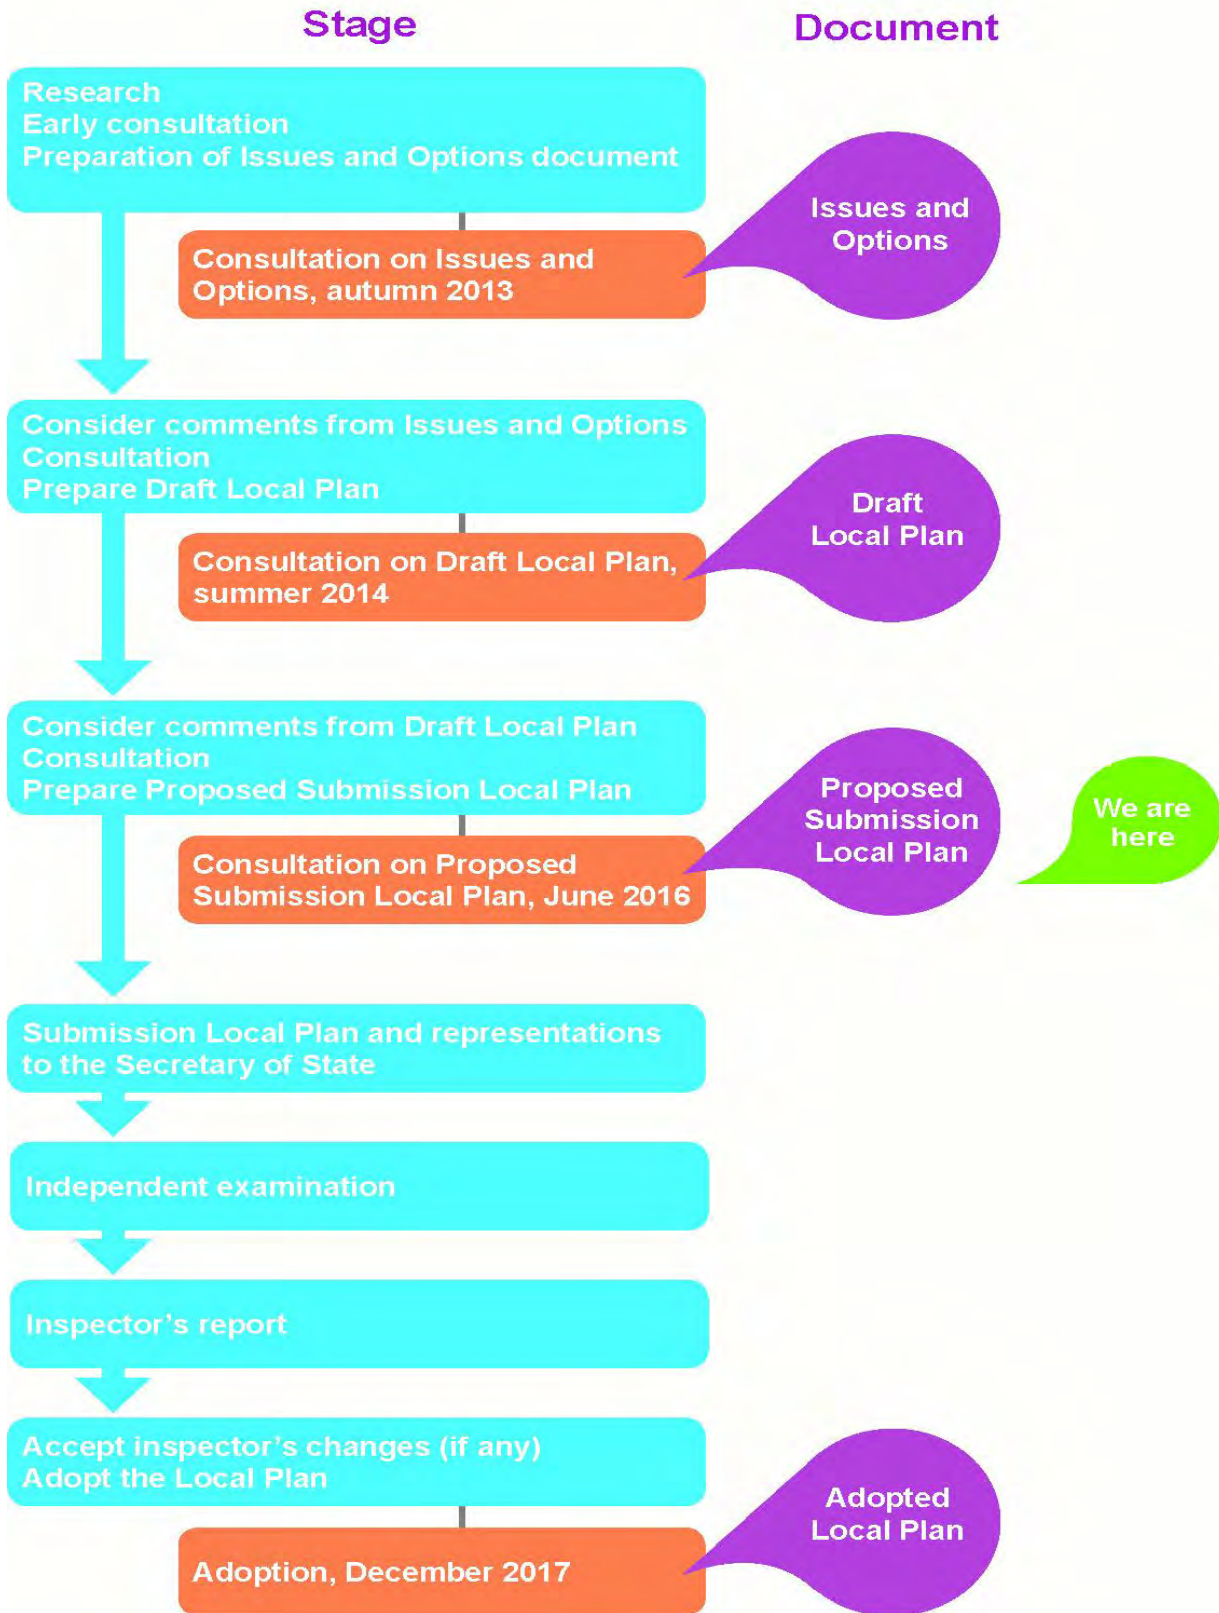 Stage
Document
Research
Early consultation
Preparation of Issues and Options document
Issues and
Options
Consultation on Issues and
Options, autumn 2013
Consider comments from Issues and Options
Consultation
Prepare Draft Local Plan
Draft
Local Plan
Consultation on Draft Local Plan,
summer 2014
Consider comments from Draft Local Plan
Consultation
Prepare Proposed Submission Local Plan
Proposed
Submission
Local Plan
We are
here
Consultation on Proposed
Submission Local Plan, June 2016
Submission Local Plan and representations
to the Secretary of State
Independent examination
Inspector’s report
Accept inspector’s changes (if any)
Adopt the Local Plan
Adopted
Local Plan
Adoption, December 2017